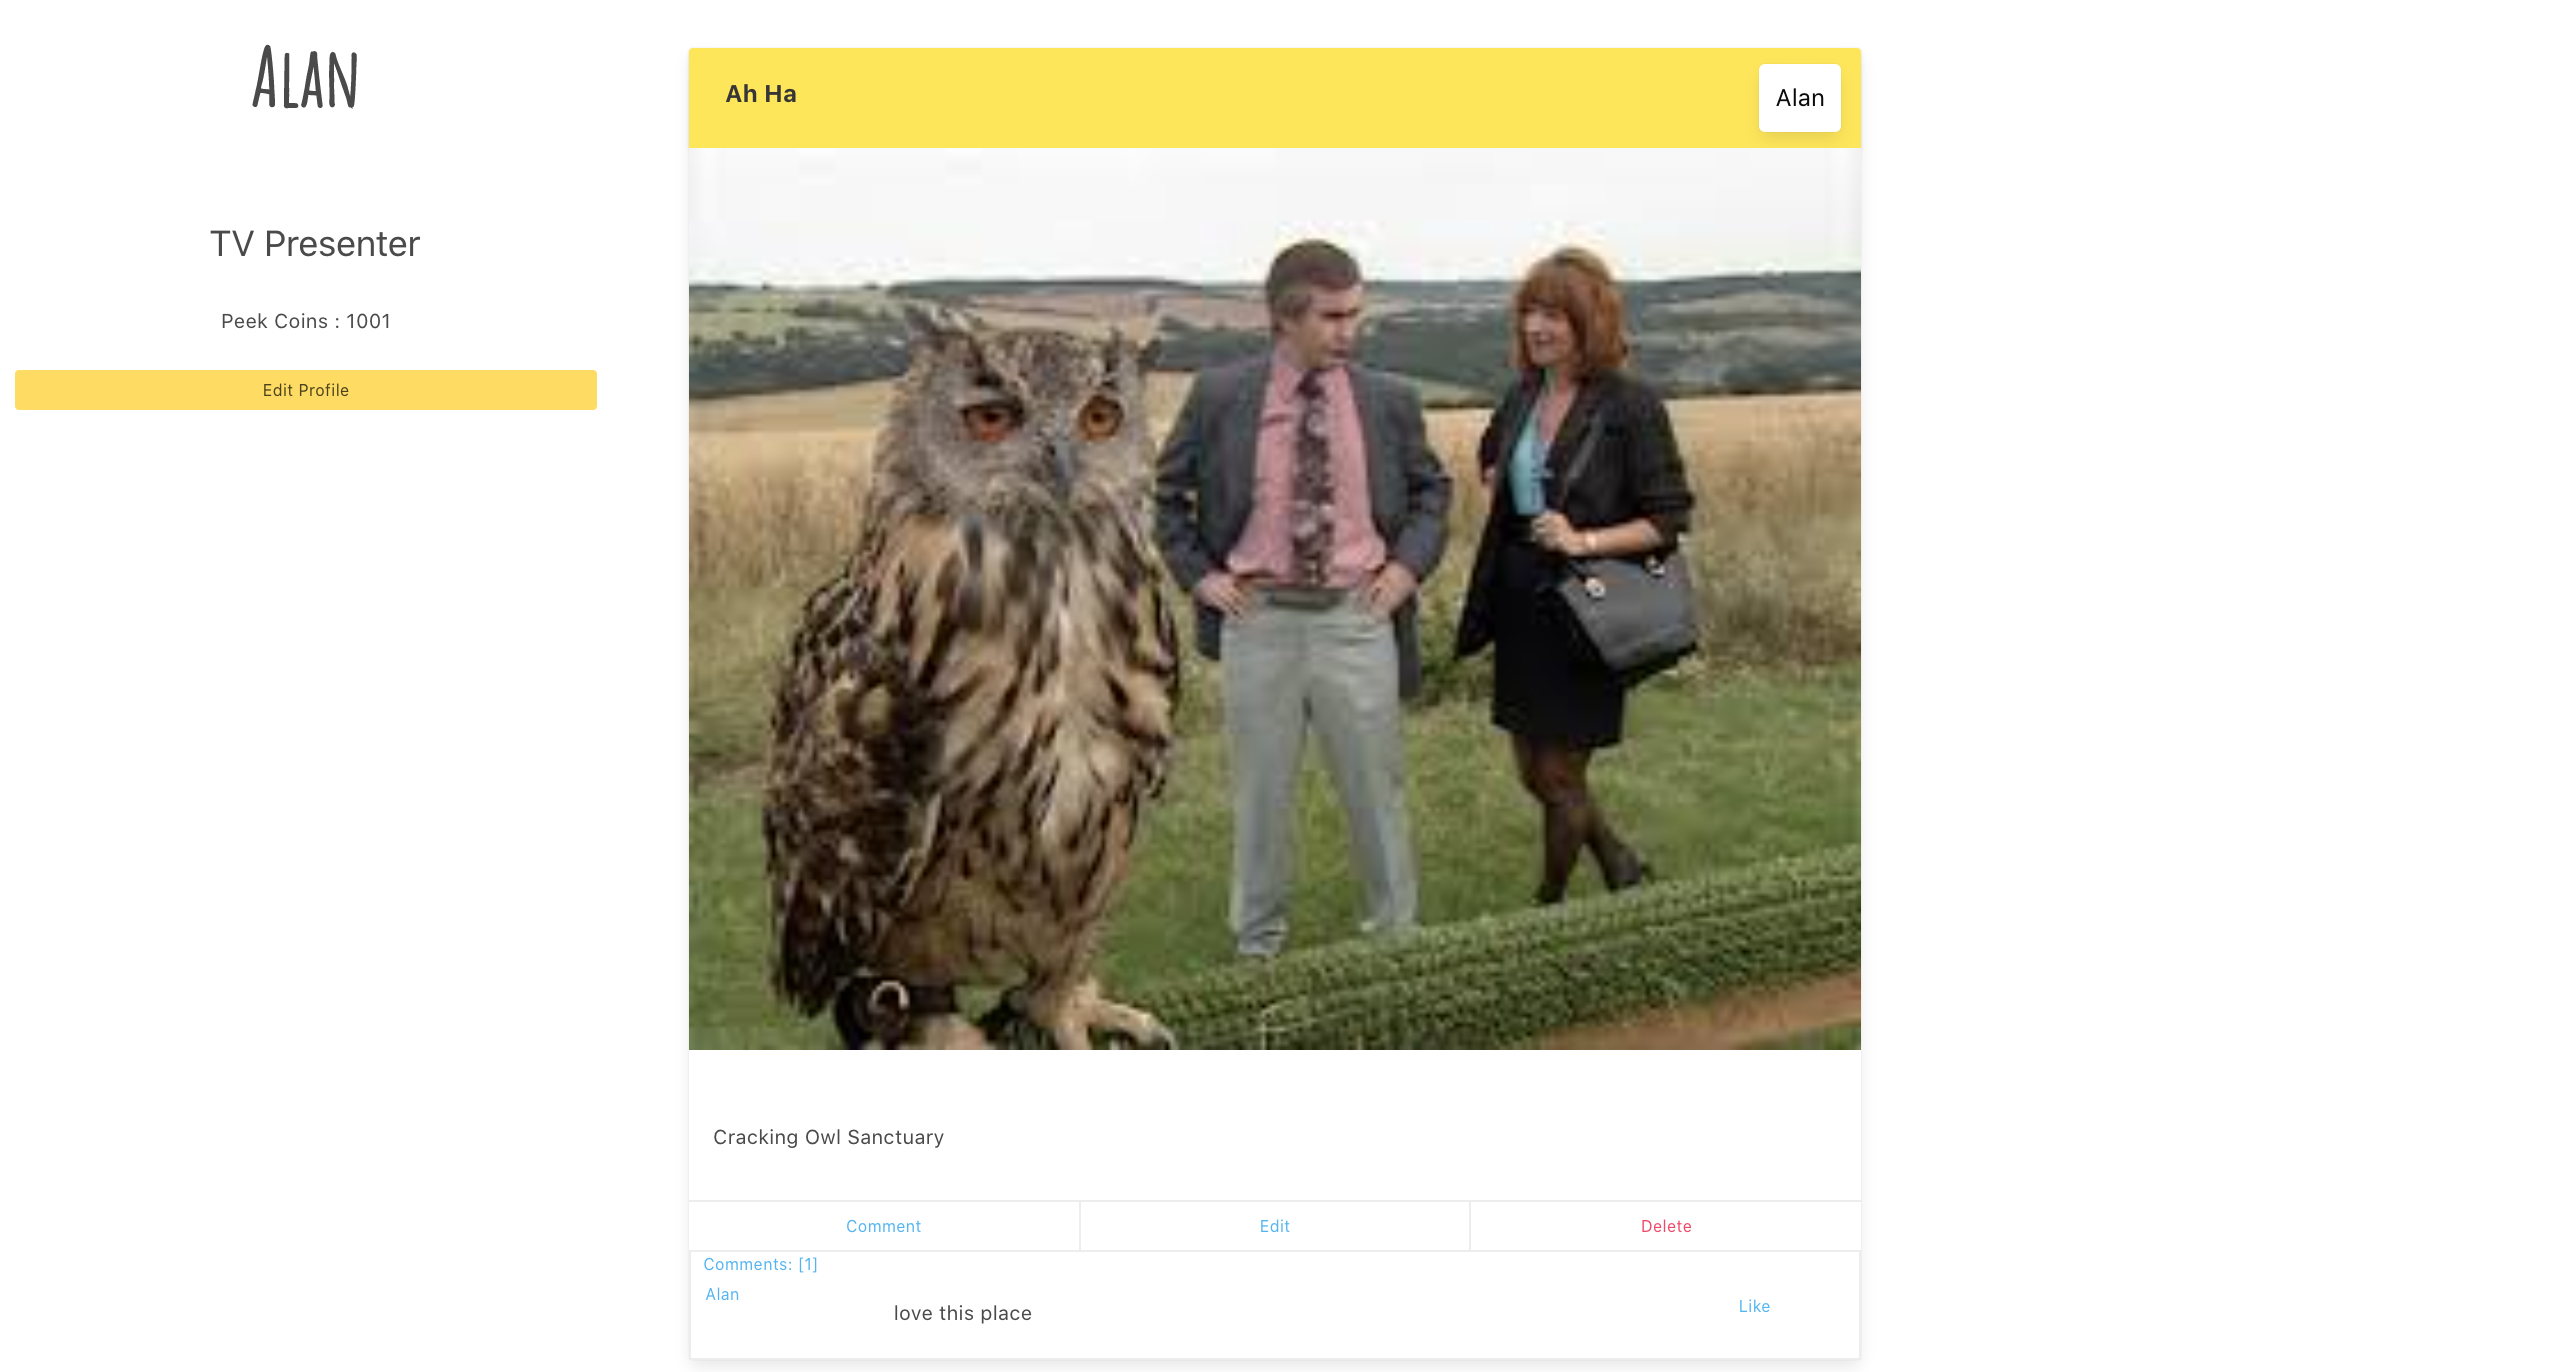 Alan
TV Presenter
Peek Coins : 1001
Edit Profile
Ah Ha
Alan
Cracking Owl Sanctuary
Comment
Edit
Delete
Comments: [1]
Alan
love this place
Like